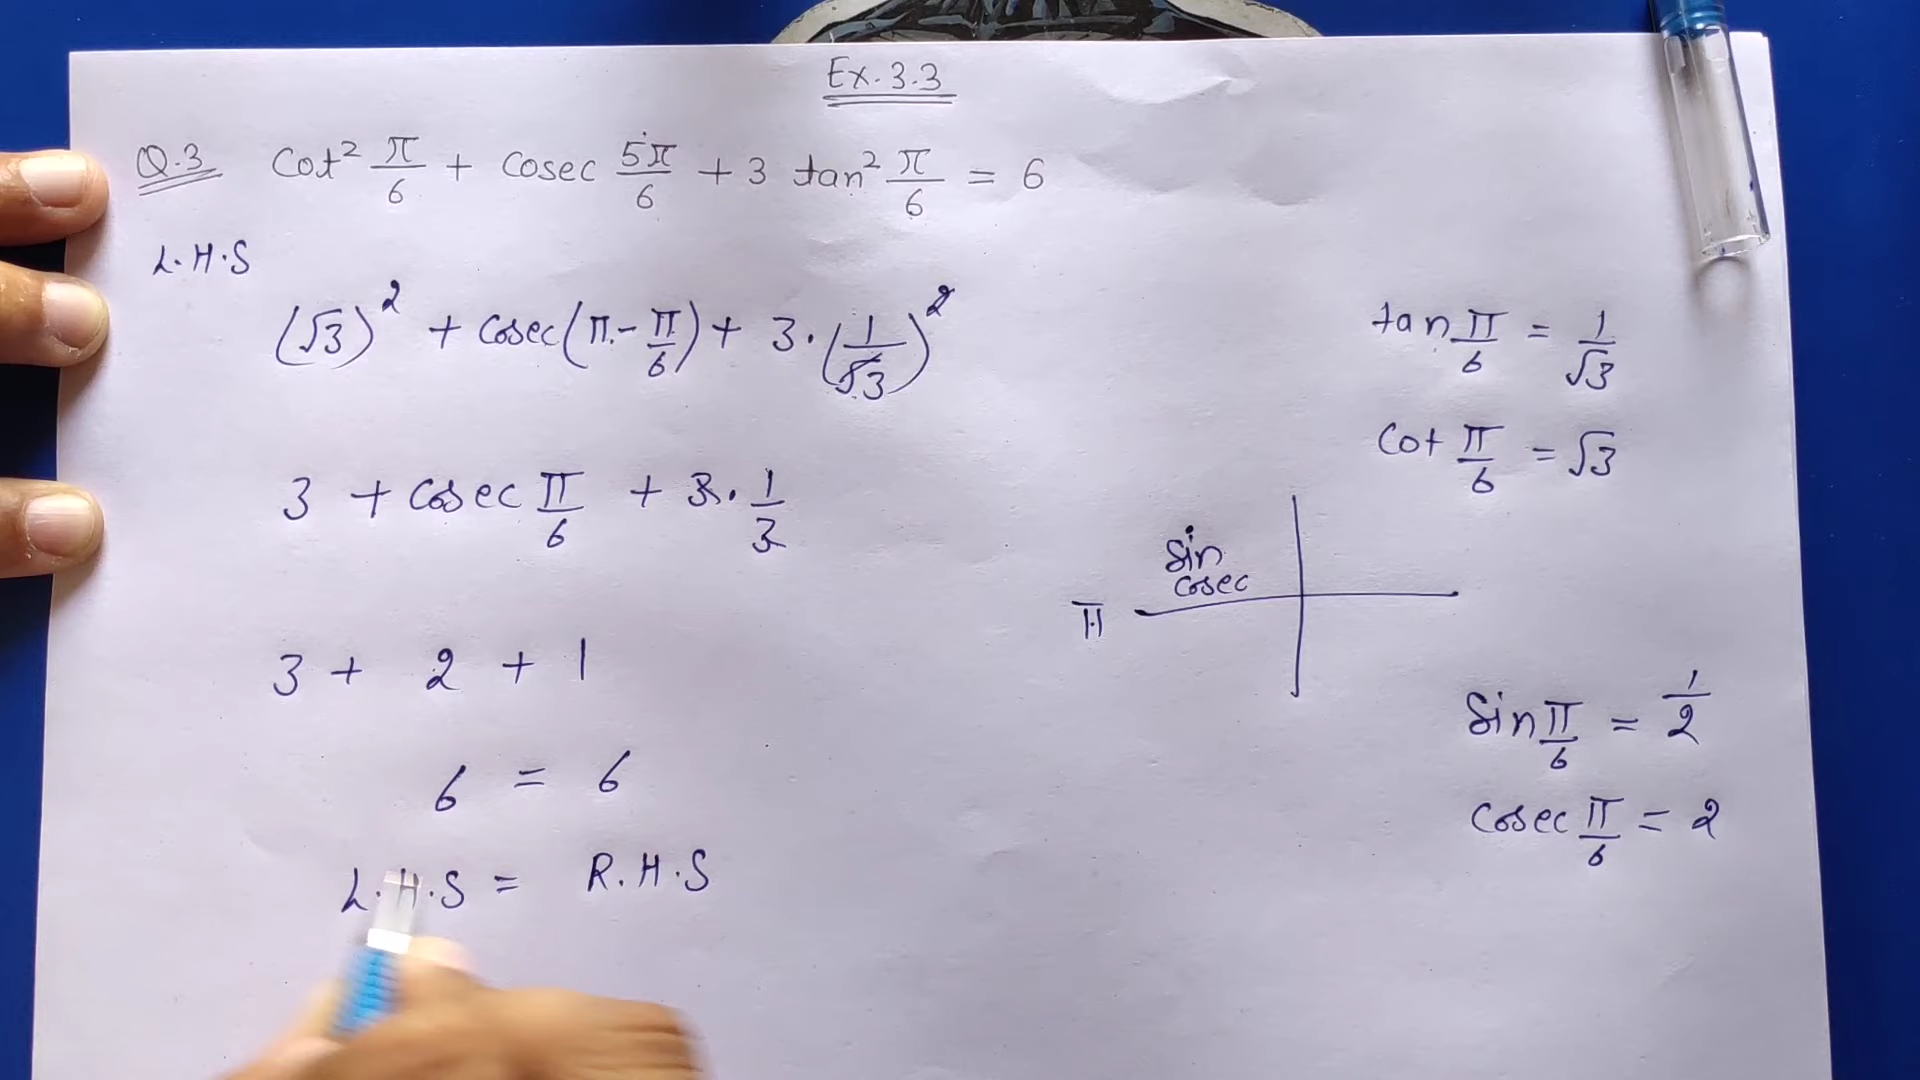 Ex. 3.3
Q.3 Cot² π/6 + Cosec 5π/6 + 3 tan² π/6 = 6
L.H.S
(√3)² + Cosec(π - π/6) + 3·(1/√3)²
3 + Cosec π/6 + 3·1/3
3 + 2 + 1
6 = 6
L.H.S = R.H.S
tan π/6 = 1/√3
Cot π/6 = √3
Sin
Cosec
π
Sin π/6 = 1/2
Cosec π/6 = 2